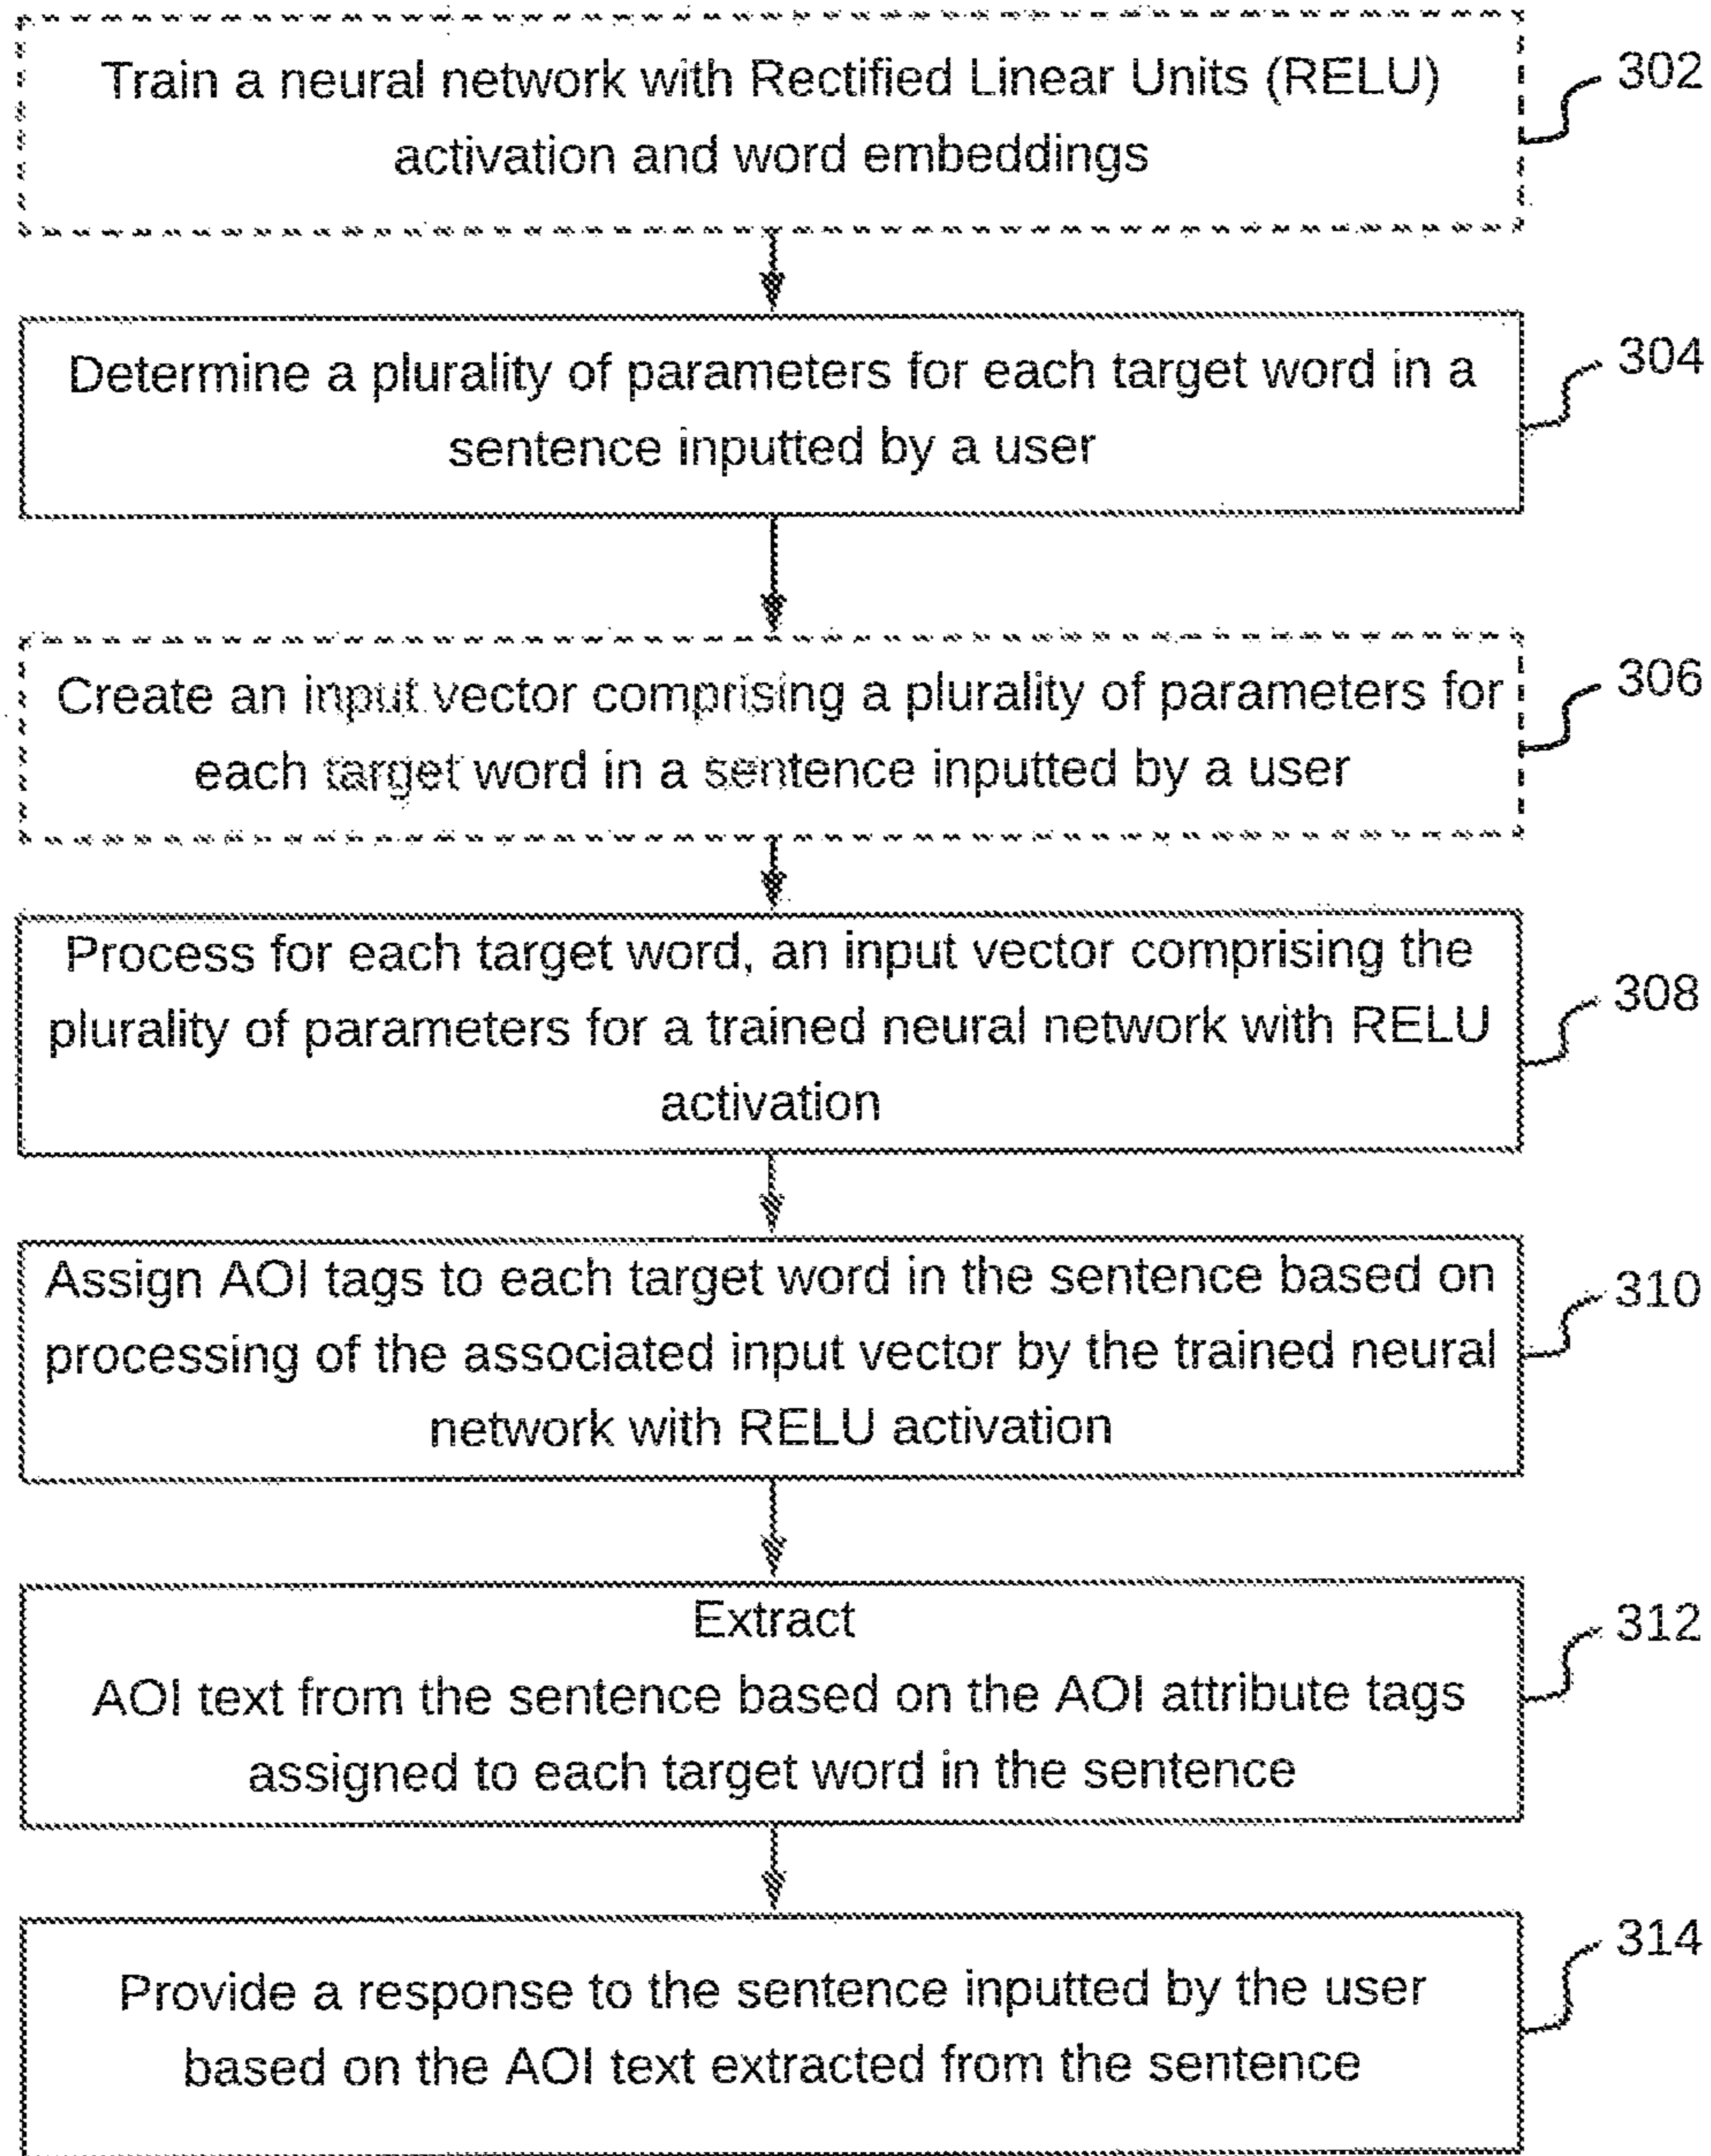 Train a neural network with Rectified Linear Units (RELU)
activation and word embeddings
302
Determine a plurality of parameters for each target word in a
sentence inputted by a user
304
Create an input vector comprising a plurality of parameters for
each target word in a sentence inputted by a user
306
Process for each target word, an input vector comprising the
plurality of parameters for a trained neural network with RELU
activation
308
Assign AOI tags to each target word in the sentence based on
processing of the associated input vector by the trained neural
network with RELU activation
310
Extract
AOI text from the sentence based on the AOI attribute tags
assigned to each target word in the sentence
312
Provide a response to the sentence inputted by the user
based on the AOI text extracted from the sentence
314